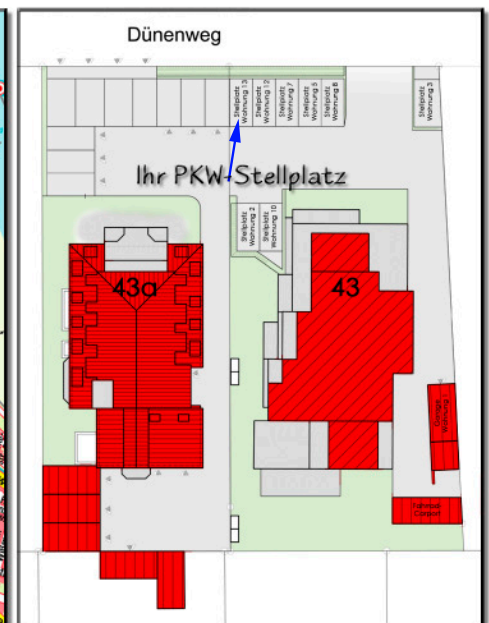 Dünenweg
Stellplatz
Wohnung 13
Stellplatz
Wohnung 12
Stellplatz
Wohnung 7
Stellplatz
Wohnung 5
Stellplatz
Wohnung 8
Stellplatz
Wohnung 3
Ihr PKW-Stellplatz
Stellplatz
Wohnung 2
Stellplatz
Wohnung 10
43a
43
Garage
Wohnung 1
Fahrrad-
Carport